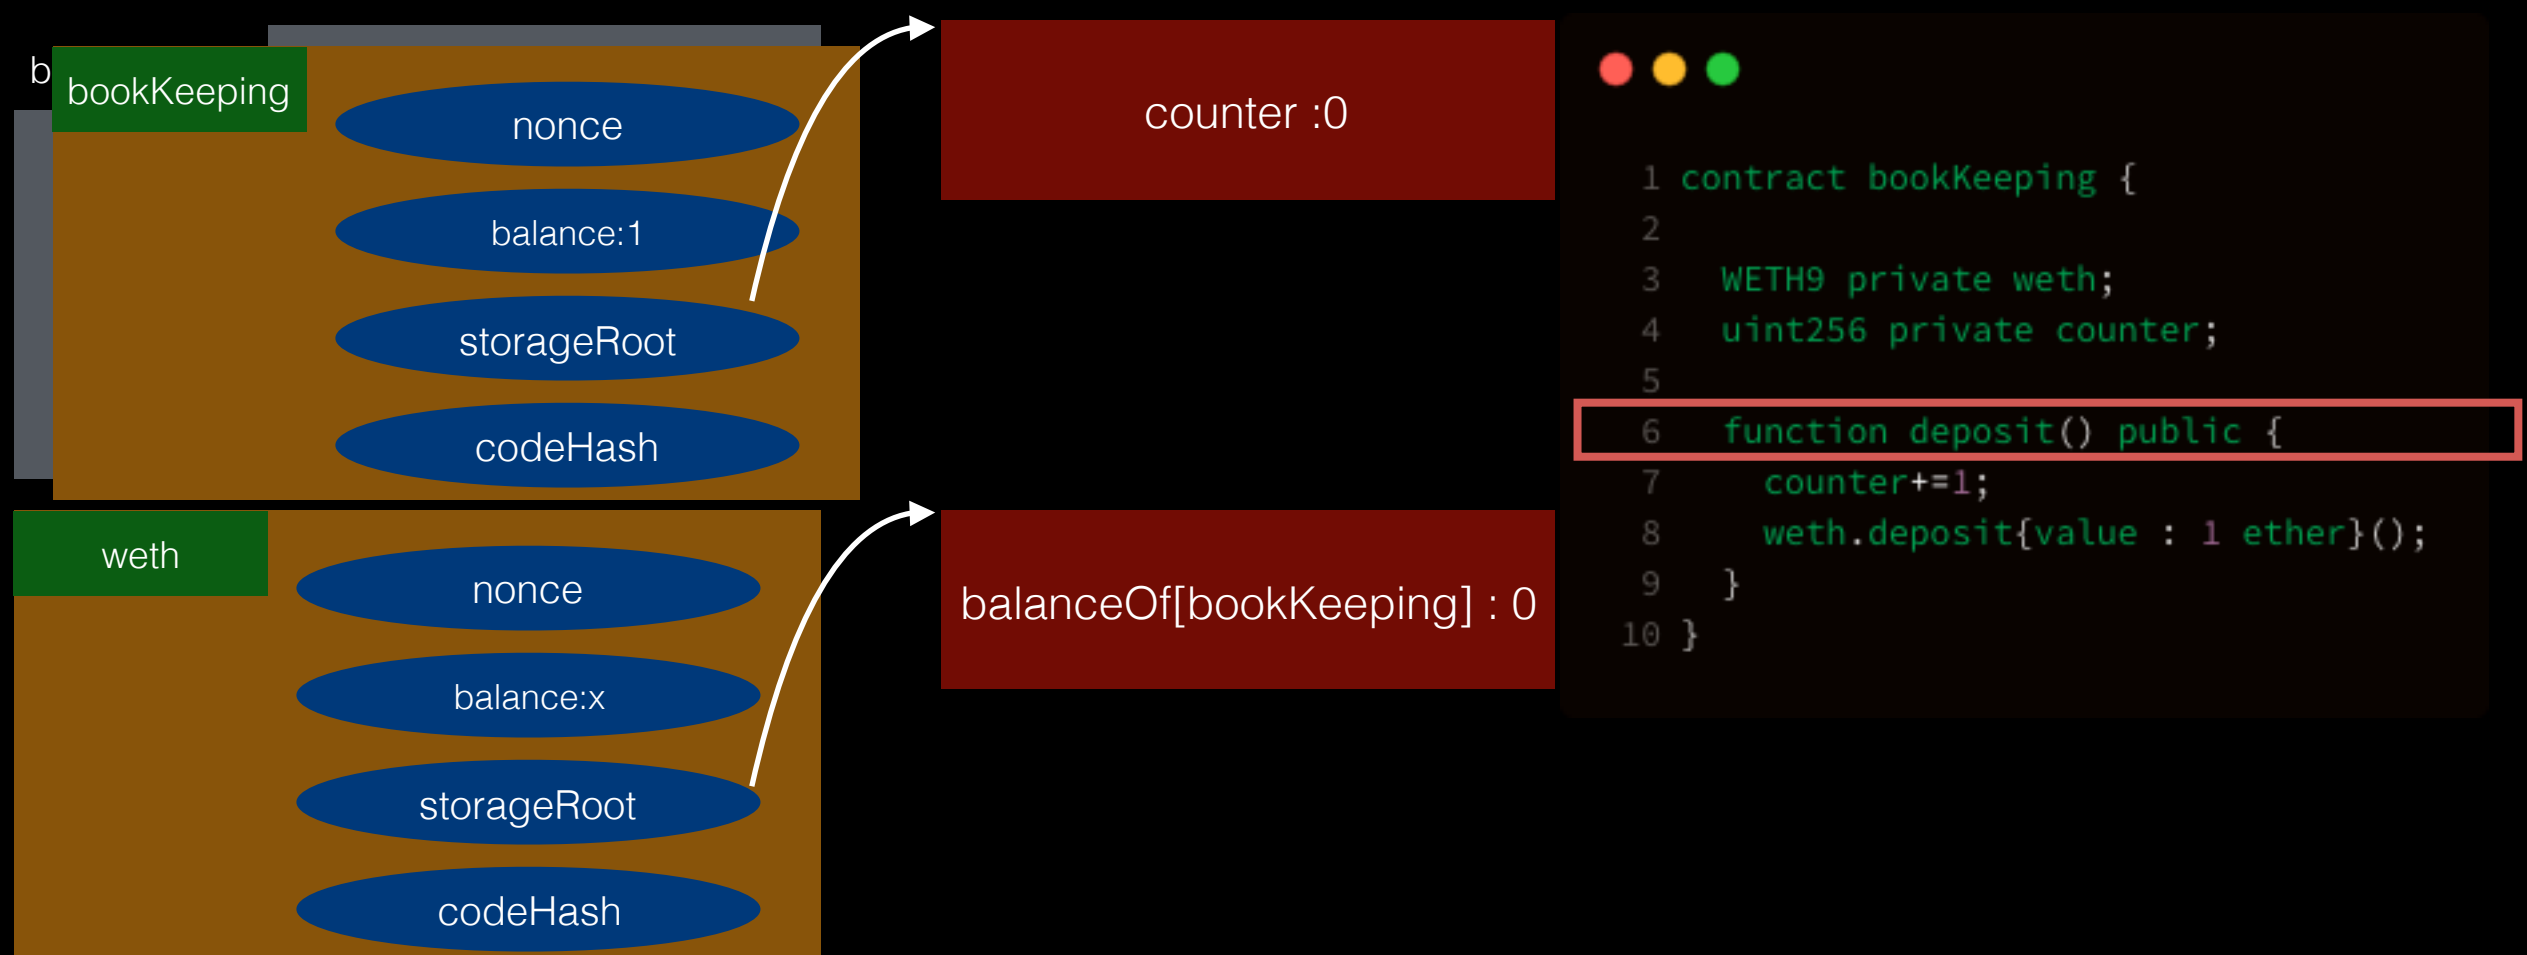 b
bookKeeping
nonce
balance:1
storageRoot
codeHash
weth
nonce
balance:x
storageRoot
codeHash
counter :0
balanceOf[bookKeeping] : 0
1 contract bookKeeping {
2
3 WETH9 private weth;
4 uint256 private counter;
5
6 function deposit() public {
7 counter+=1;
8 weth.deposit{value : 1 ether}();
9 }
10 }